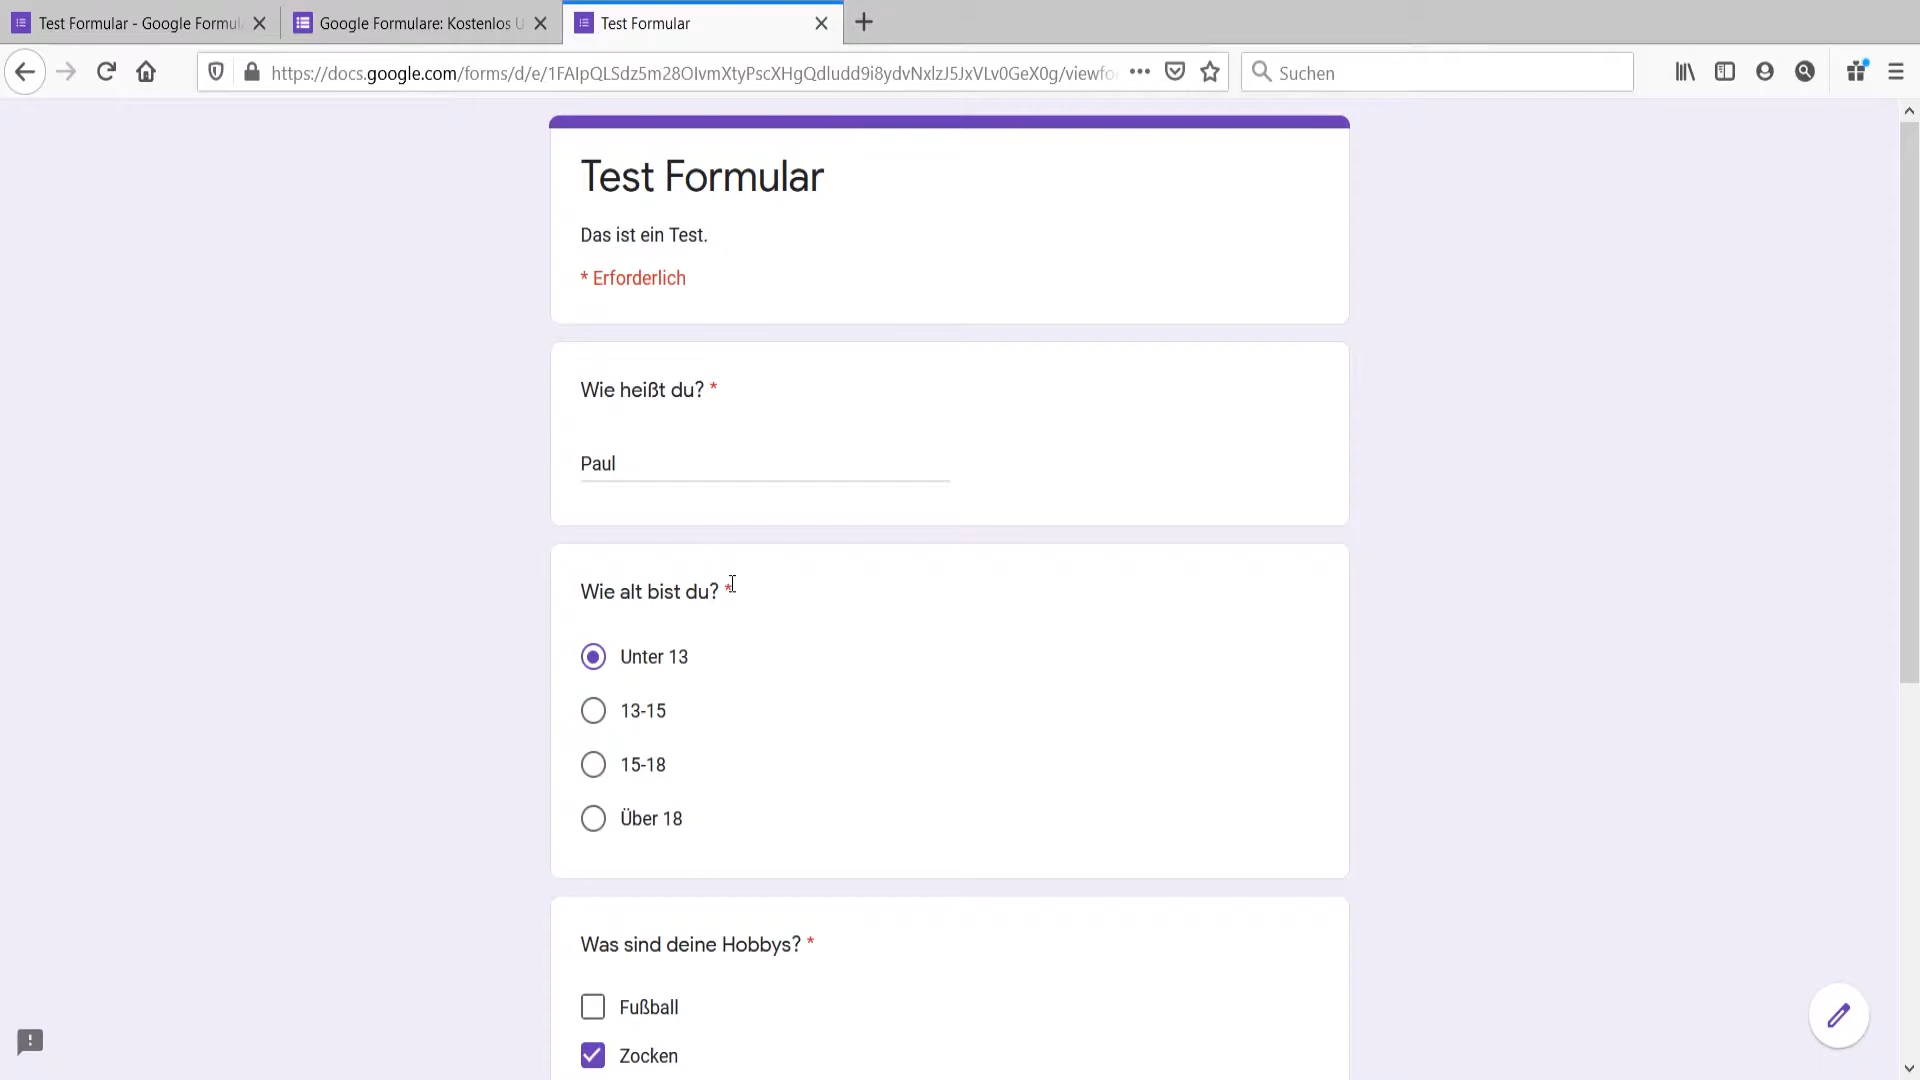 Test Formular - Google Formul
Google Formulare: Kostenlos U
Test Formular
https://docs.google.com/forms/d/e/1FAIpQLSdz5m28OIvmXtyPscXHgQdludd9i8ydvNxlzJ5JxVLv0GeX0g/viewfo
Suchen
Test Formular
Das ist ein Test.
* Erforderlich
Wie heißt du? *
Paul
Wie alt bist du? *
Unter 13
13-15
15-18
Über 18
Was sind deine Hobbys? *
Fußball
Zocken